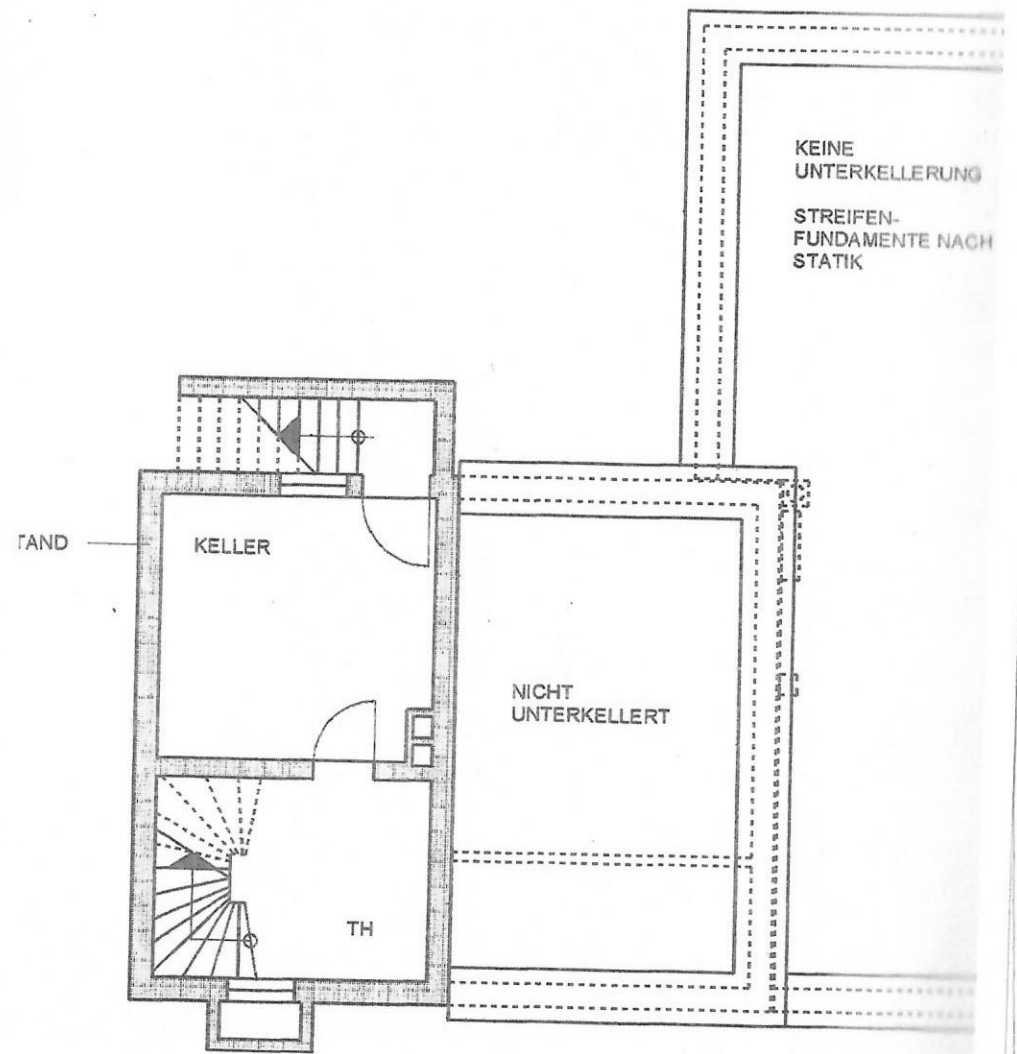 KEINE
UNTERKELLERUNG
STREIFEN-
FUNDAMENTE NACH
STATIK
TAND
KELLER
NICHT
UNTERKELLERT
TH